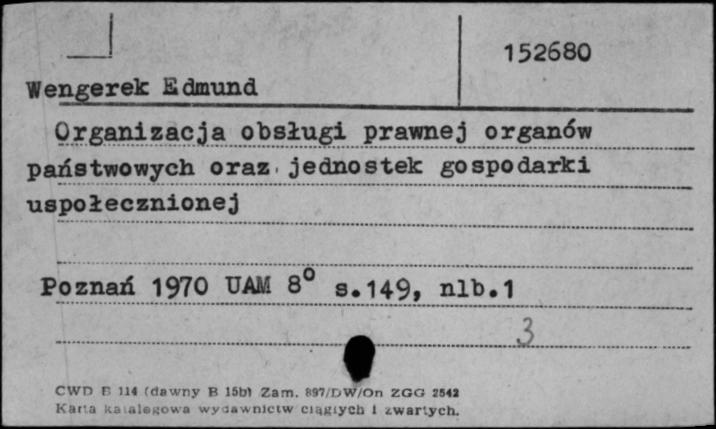 152680
Wengerek Edmund
Organizacja obsługi prawnej organów
państwowych oraz jednostek gospodarki
uspołecznionej
Poznań 1970 UAM 8° s.149, nlb.1
3
CWD B 114 (dawny B 15b) Zam. 897/DW/On ZGG 2542
Karta katalogowa wydawnictw ciągłych i zwartych.